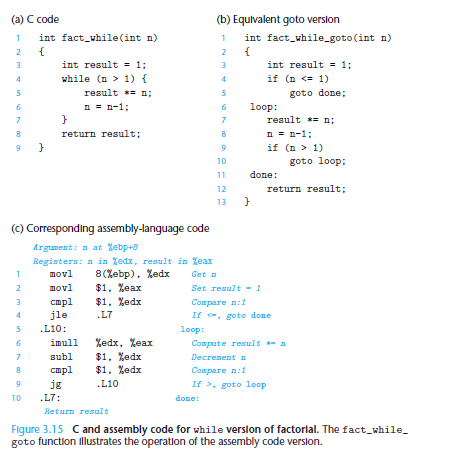 (a) C code
1 int fact_while(int n)
2 {
3 int result = 1;
4 while (n > 1) {
5 result *= n;
6 n = n-1;
7 }
8 return result;
9 }
(b) Equivalent goto version
1 int fact_while_goto(int n)
2 {
3 int result = 1;
4 if (n <= 1)
5 goto done;
6 loop:
7 result *= n;
8 n = n-1;
9 if (n > 1)
10 goto loop;
11 done:
12 return result;
13 }
(c) Corresponding assembly-language code
Argument: n at %ebp+8
Registers: n in %edx, result in %eax
1 movl 8(%ebp), %edx Get n
2 movl $1, %eax Set result = 1
3 cmpl $1, %edx Compare n:1
4 jle .L7 If <=, goto done
5 .L10: loop:
6 imull %edx, %eax Compute result *= n
7 subl $1, %edx Decrement n
8 cmpl $1, %edx Compare n:1
9 jg .L10 If >, goto loop
10 .L7: done:
Return result
Figure 3.15 C and assembly code for while version of factorial. The fact_while_
goto function illustrates the operation of the assembly code version.